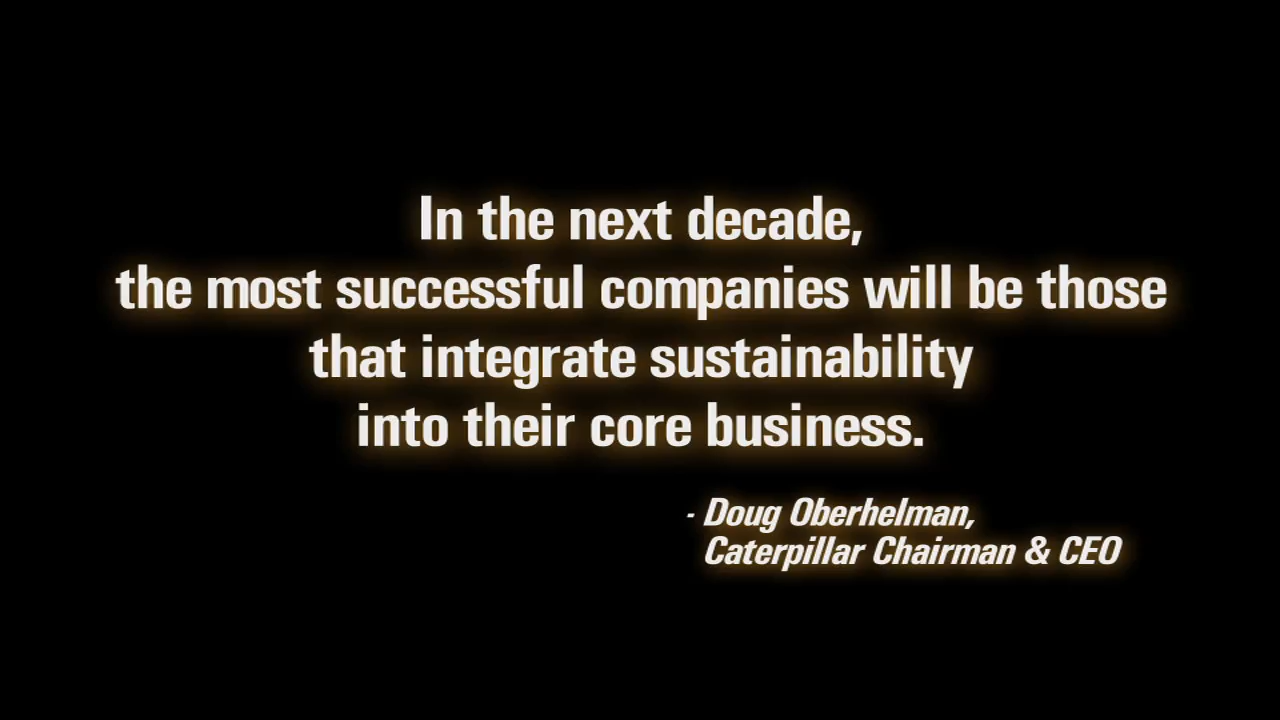 In the next decade,
the most successful companies will be those
that integrate sustainability
into their core business.
- Doug Oberhelman,
Caterpillar Chairman & CEO